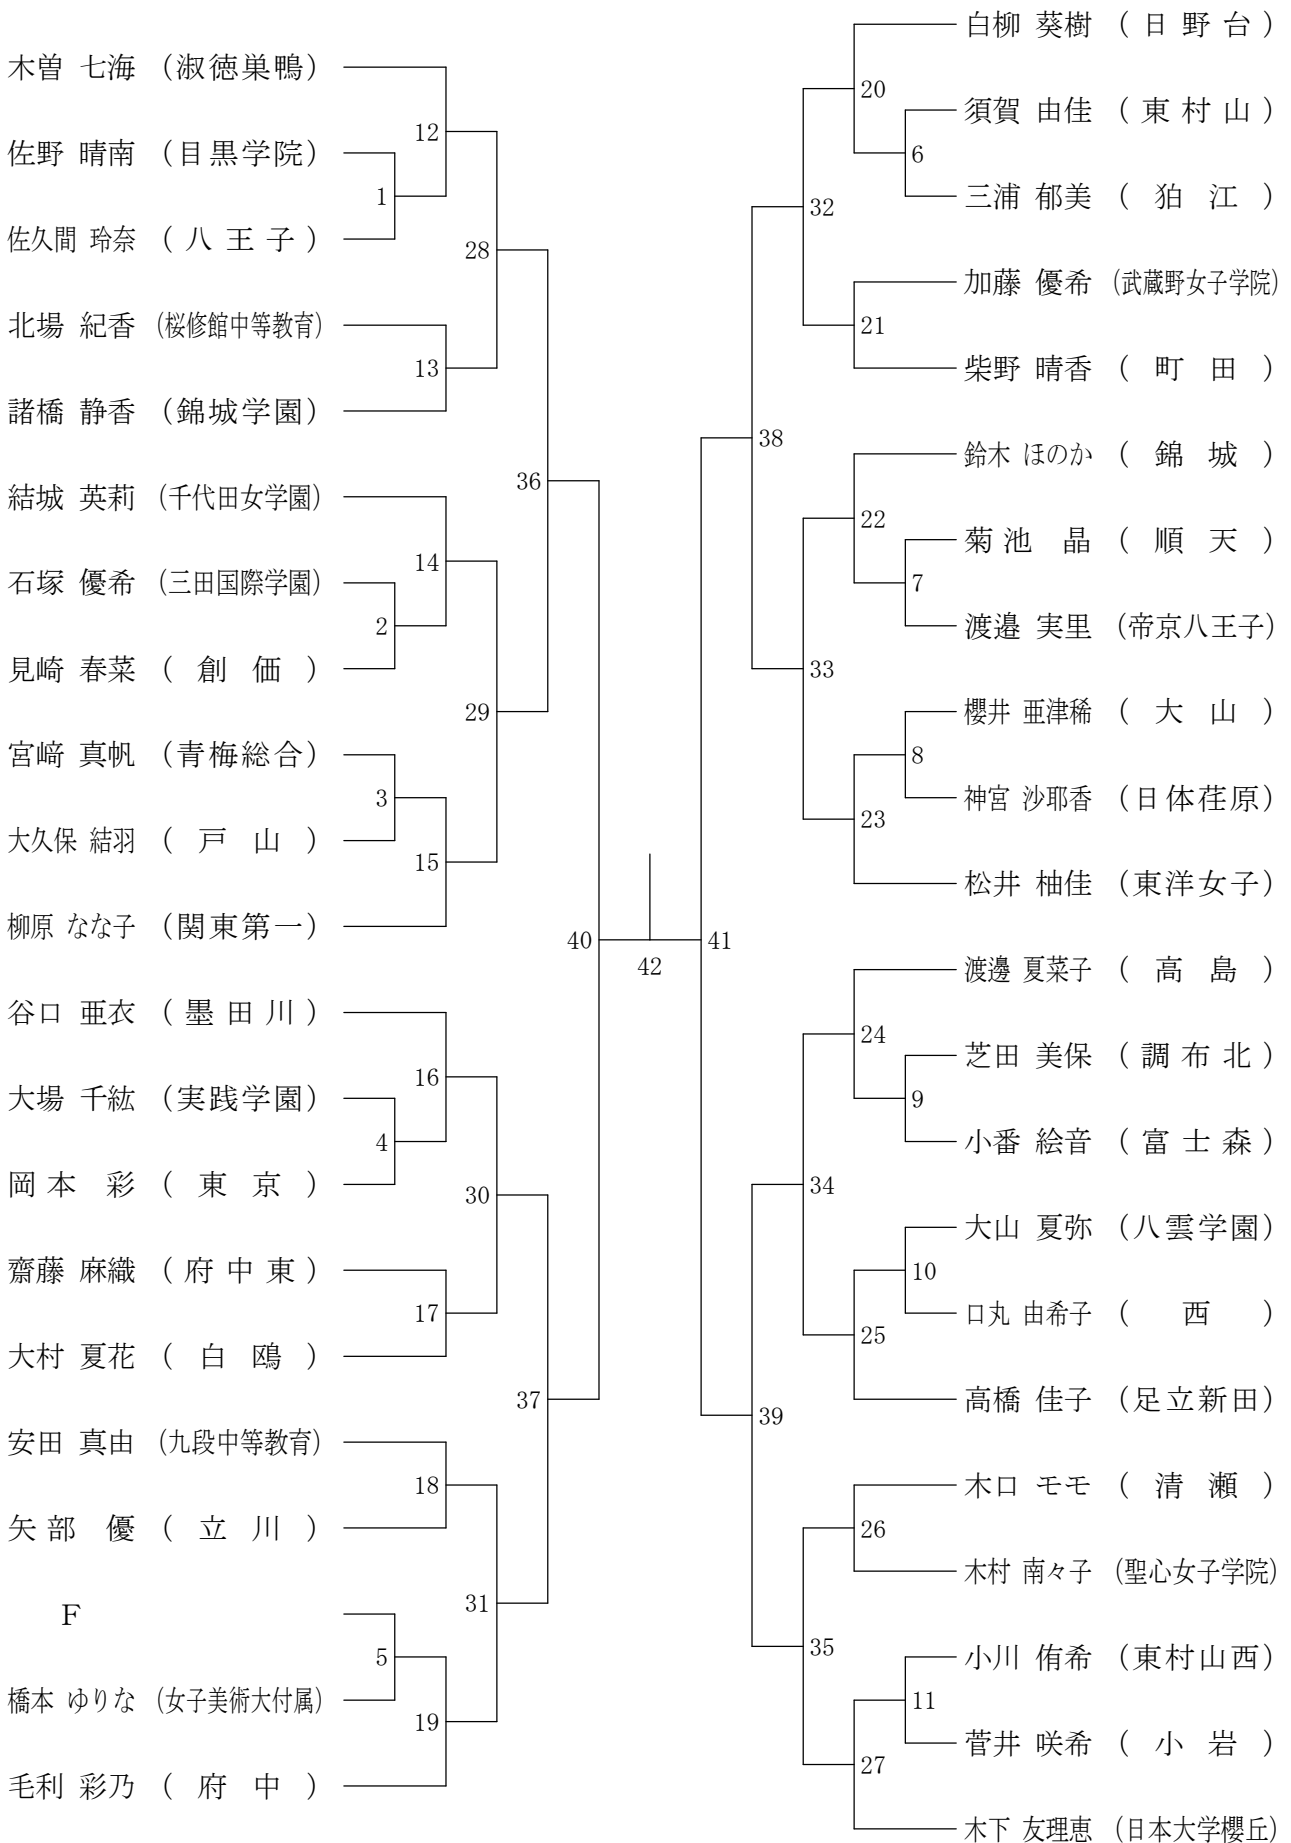 木曽 七海 (淑徳巣鴨)
佐野 晴南 (目黒学院)
佐久間 玲奈 (八王子)
北場 紀香 (桜修館中等教育)
諸橋 静香 (錦城学園)
結城 英莉 (千代田女学園)
石塚 優希 (三田国際学園)
見崎 春菜 (創価)
宮﨑 真帆 (青梅総合)
大久保 結羽 (戸山)
柳原 なな子 (関東第一)
谷口 亜衣 (墨田川)
大場 千紘 (実践学園)
岡本 彩 (東京)
齋藤 麻織 (府中東)
大村 夏花 (白鴎)
安田 真由 (九段中等教育)
矢部 優 (立川)
F
橋本 ゆりな (女子美術大付属)
毛利 彩乃 (府中)
1
2
3
4
5
12
13
14
15
16
17
18
19
28
29
30
31
36
37
40
42
41
38
39
32
33
34
35
20
21
22
23
24
25
26
27
6
7
8
9
10
11
白柳 葵樹 (日野台)
須賀 由佳 (東村山)
三浦 郁美 (狛江)
加藤 優希 (武蔵野女子学院)
柴野 晴香 (町田)
鈴木 ほのか (錦城)
菊池 晶 (順天)
渡邉 実里 (帝京八王子)
櫻井 亜津稀 (大山)
神宮 沙耶香 (日体荏原)
松井 柚佳 (東洋女子)
渡邊 夏菜子 (高島)
芝田 美保 (調布北)
小番 絵音 (富士森)
大山 夏弥 (八雲学園)
口丸 由希子 (西)
高橋 佳子 (足立新田)
木口 モモ (清瀬)
木村 南々子 (聖心女子学院)
小川 侑希 (東村山西)
菅井 咲希 (小岩)
木下 友理恵 (日本大学櫻丘)